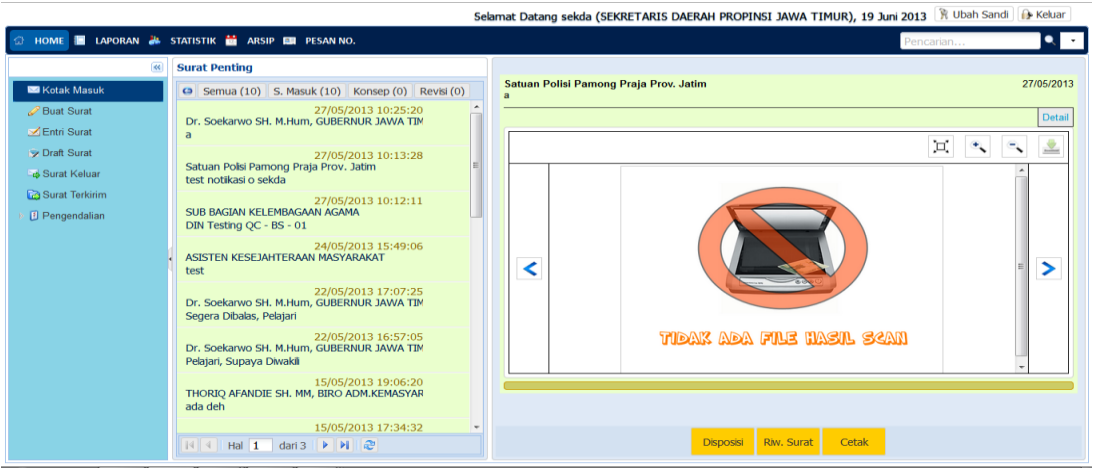 Selamat Datang sekda (SEKRETARIS DAERAH PROPINSI JAWA TIMUR), 19 Juni 2013 Ubah Sandi Keluar
HOME LAPORAN STATISTIK ARSIP PESAN NO. Pencarian...
Kotak Masuk
Buat Surat
Entri Surat
Draft Surat
Surat Keluar
Surat Terkirim
Pengendalian
Surat Penting
Semua (10) S. Masuk (10) Konsep (0) Revisi (0)
27/05/2013 10:25:20
Dr. Soekarwo SH. M.Hum, GUBERNUR JAWA TIM
a
27/05/2013 10:13:28
Satuan Polisi Pamong Praja Prov. Jatim
test notiikasi o sekda
27/05/2013 10:12:11
SUB BAGIAN KELEMBAGAAN AGAMA
DIN Testing QC - BS - 01
24/05/2013 15:49:06
ASISTEN KESEJAHTERAAN MASYARAKAT
test
22/05/2013 17:07:25
Dr. Soekarwo SH. M.Hum, GUBERNUR JAWA TIM
Segera Dibalas, Pelajari
22/05/2013 16:57:05
Dr. Soekarwo SH. M.Hum, GUBERNUR JAWA TIM
Pelajari, Supaya Diwakili
15/05/2013 19:06:20
THORIQ AFANDIE SH. MM, BIRO ADM.KEMASYAR
ada deh
15/05/2013 17:34:32
Hal 1 dari 3
Satuan Polisi Pamong Praja Prov. Jatim 27/05/2013
a
Detail
TIDAK ADA FILE HASIL SCAN
Disposisi Riw. Surat Cetak